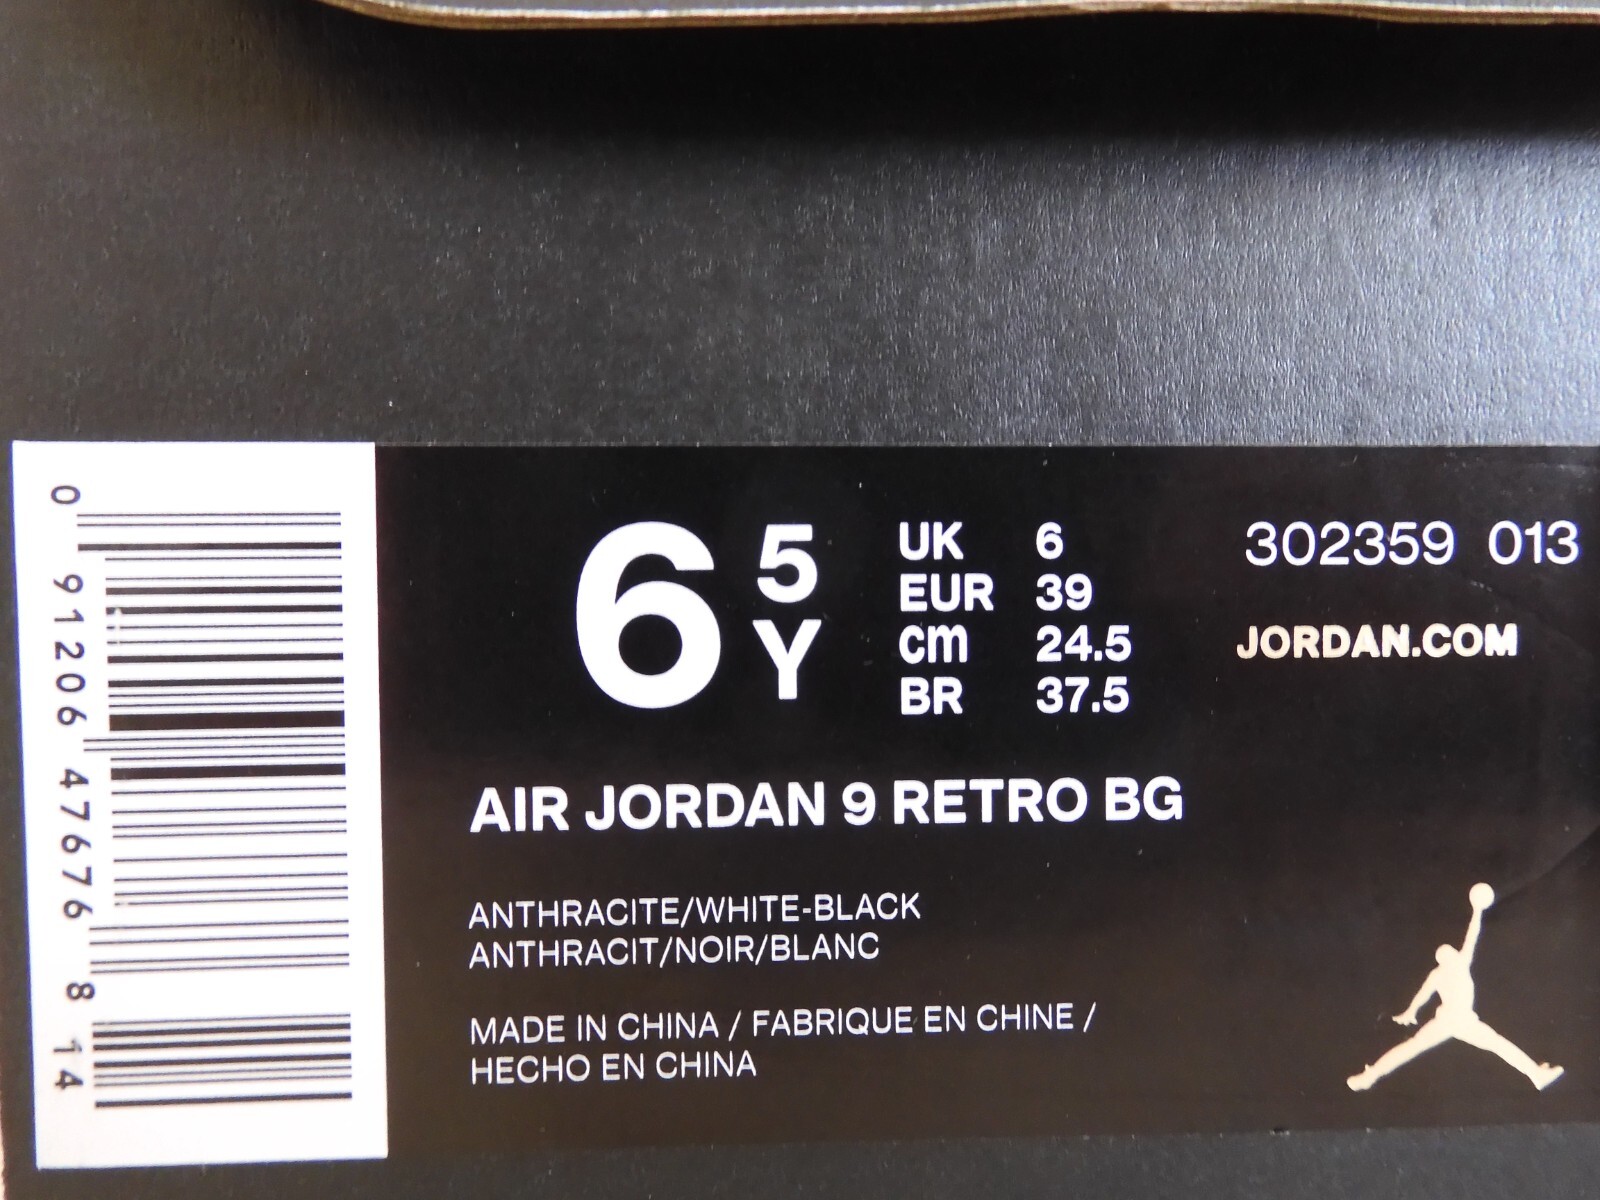 0 91206 47676 8 14
6 5 Y
UK 6
EUR 39
cm 24.5
BR 37.5
302359 013
JORDAN.COM
AIR JORDAN 9 RETRO BG
ANTHRACITE/WHITE-BLACK
ANTHRACIT/NOIR/BLANC
MADE IN CHINA / FABRIQUE EN CHINE /
HECHO EN CHINA